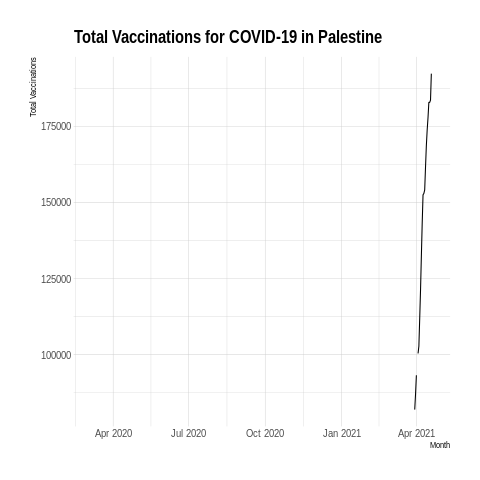 Total Vaccinations for COVID-19 in Palestine
Total Vaccinations
175000
150000
125000
100000
Apr 2020 Jul 2020 Oct 2020 Jan 2021 Apr 2021
Month